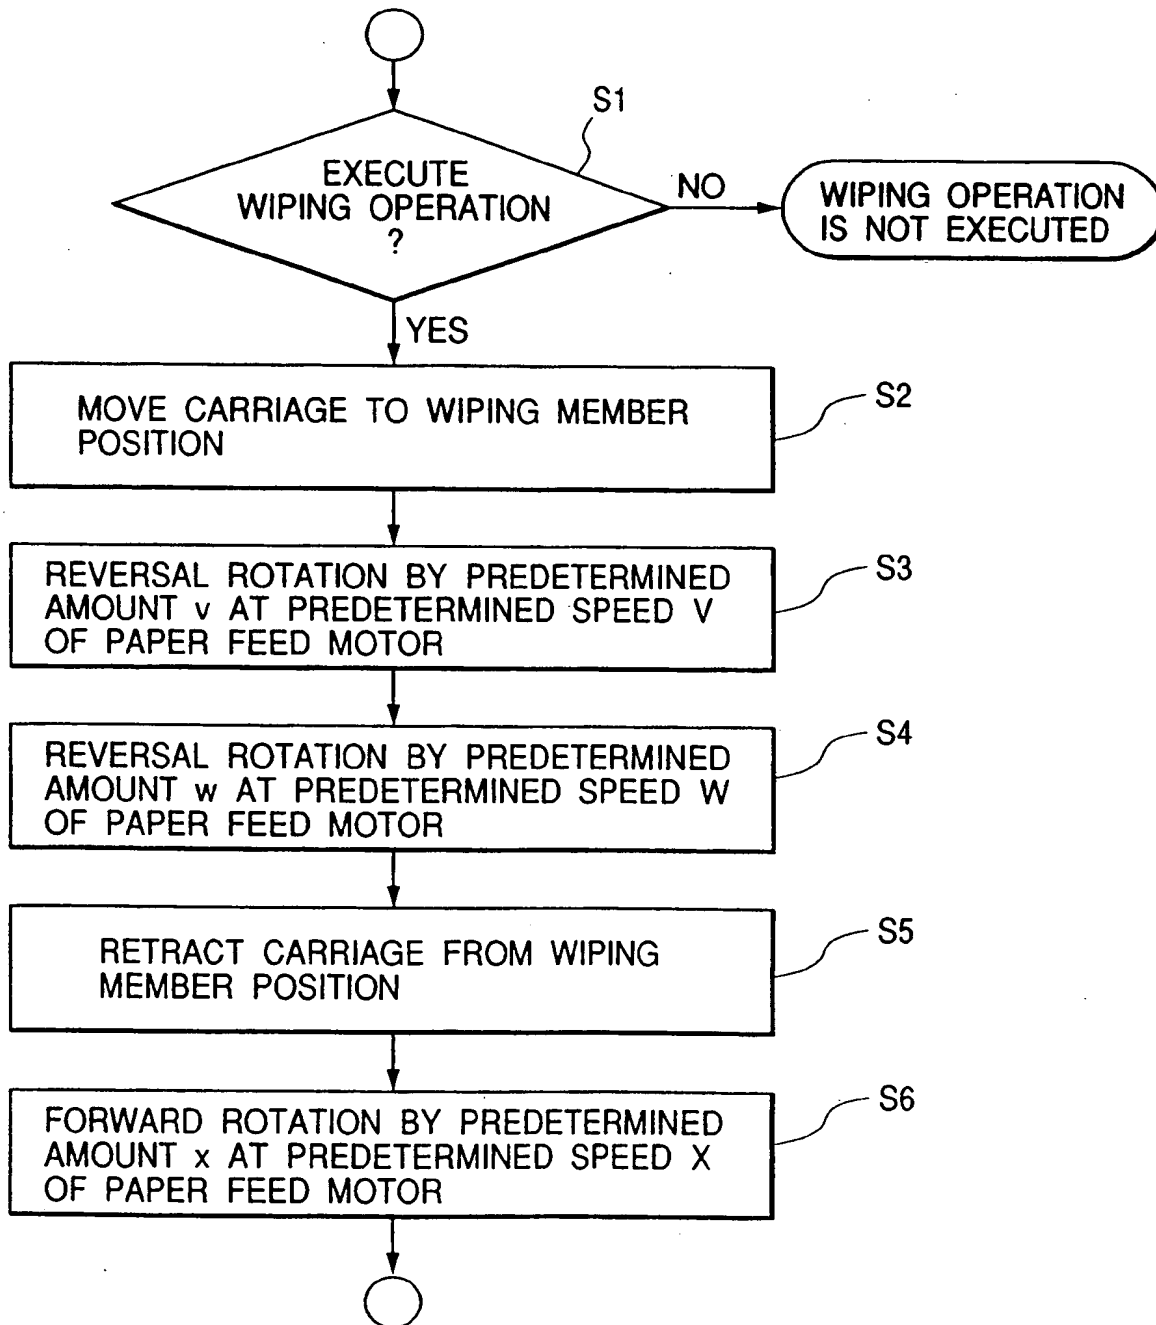 S1
EXECUTE
WIPING OPERATION
?
NO
WIPING OPERATION
IS NOT EXECUTED
YES
MOVE CARRIAGE TO WIPING MEMBER
POSITION
S2
REVERSAL ROTATION BY PREDETERMINED
AMOUNT v AT PREDETERMINED SPEED V
OF PAPER FEED MOTOR
S3
REVERSAL ROTATION BY PREDETERMINED
AMOUNT w AT PREDETERMINED SPEED W
OF PAPER FEED MOTOR
S4
RETRACT CARRIAGE FROM WIPING
MEMBER POSITION
S5
FORWARD ROTATION BY PREDETERMINED
AMOUNT x AT PREDETERMINED SPEED X
OF PAPER FEED MOTOR
S6